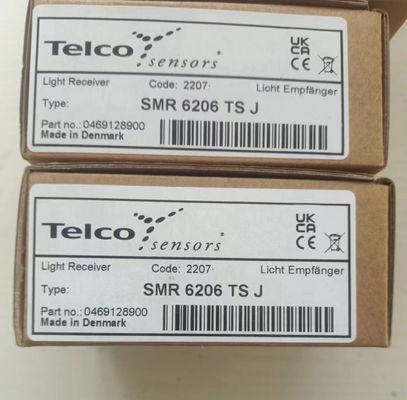 Telco sensors®
UK CA CE
Light Receiver Code: 2207· Licht Empfänger
Type: SMR 6206 TS J
Part no.: 0469128900
Made in Denmark
Telco sensors®
UK CA CE
Light Receiver Code: 2207· Licht Empfänger
Type: SMR 6206 TS J
Part no.: 0469128900
Made in Denmark